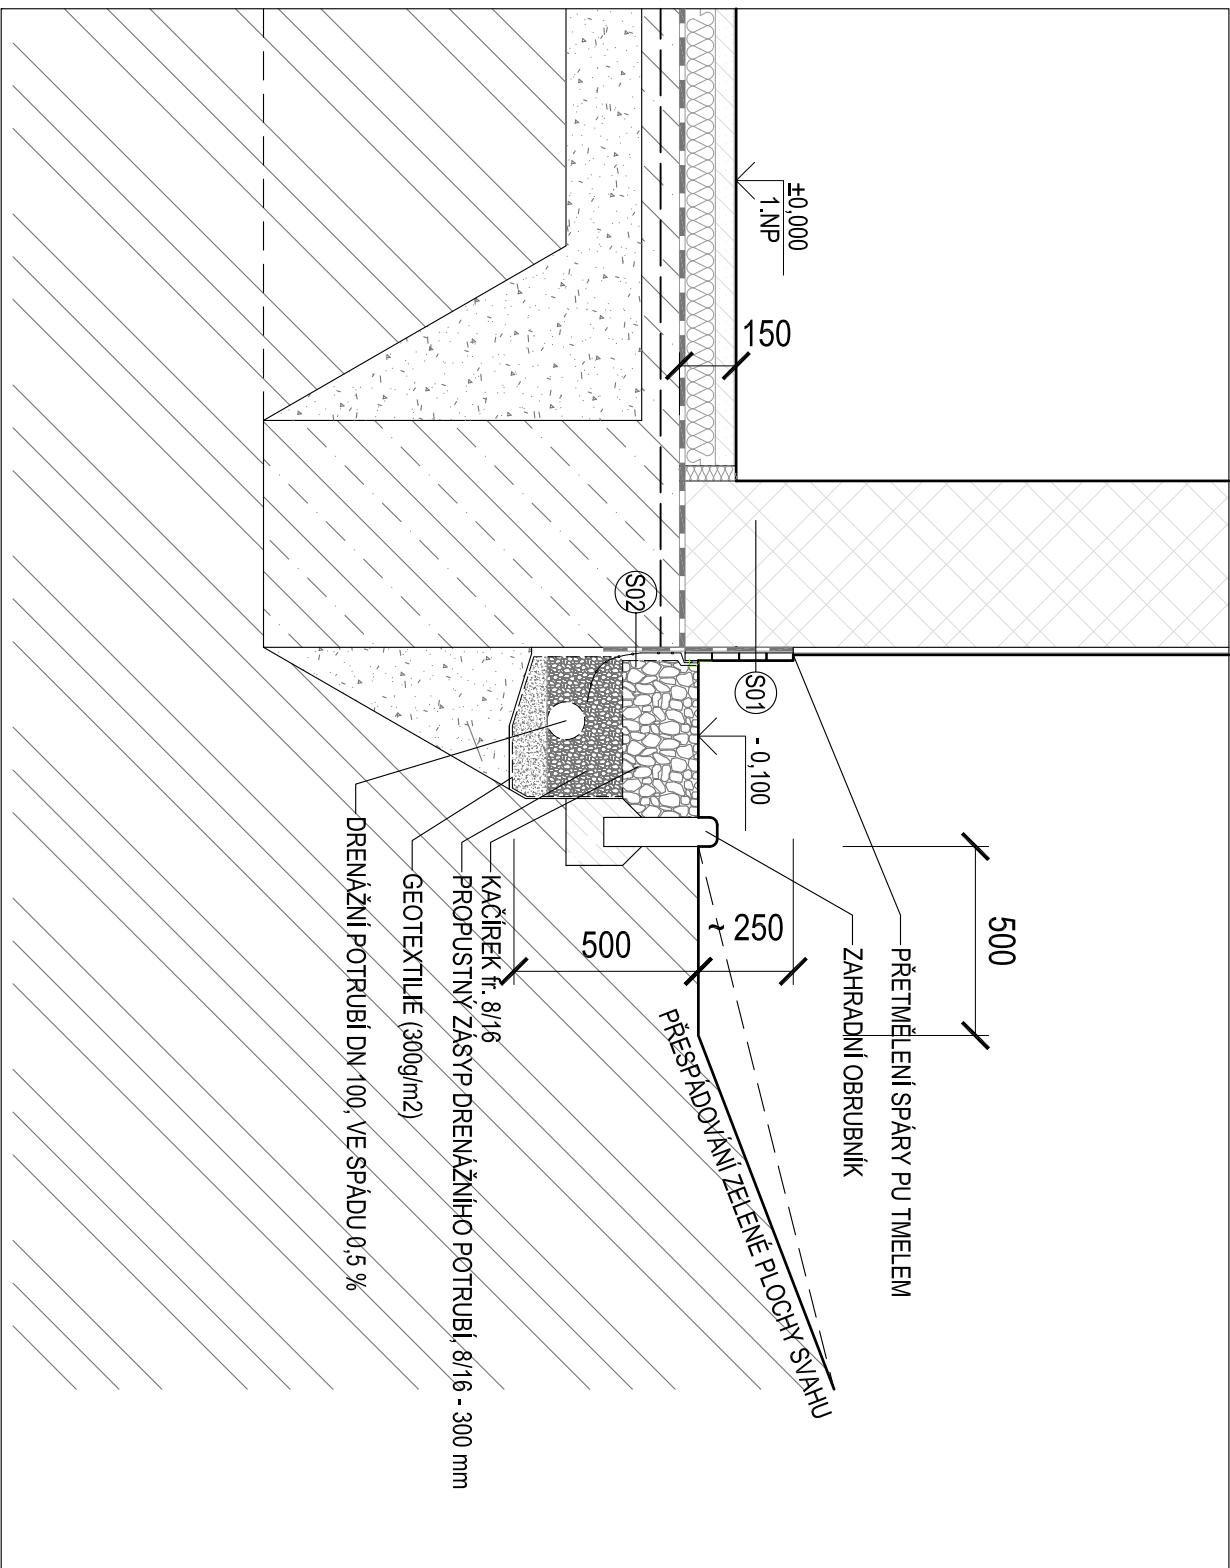 ±0,000
1.NP
150
S02
S01
- 0,100
500
~ 250
500
PŘETMĚLENÍ SPÁRY PU TMELEM
ZAHRADNÍ OBRUBNÍK
PŘESPÁDOVÁNÍ ZELENÉ PLOCHY SVAHU
KAČÍREK fr. 8/16
PROPUSTNÝ ZÁSYP DRENÁŽNÍHO POTRUBÍ, 8/16 - 300 mm
GEOTEXTILIE (300g/m2)
DRENÁŽNÍ POTRUBÍ DN 100, VE SPÁDU 0,5 %